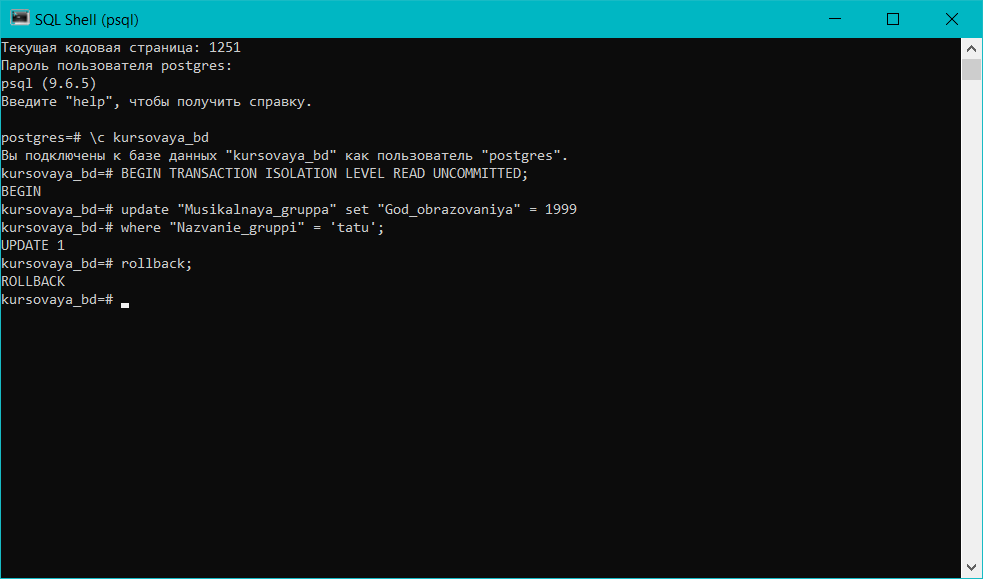 SQL Shell (psql)
Текущая кодовая страница: 1251
Пароль пользователя postgres:
psql (9.6.5)
Введите "help", чтобы получить справку.
postgres=# \c kursovaya_bd
Вы подключены к базе данных "kursovaya_bd" как пользователь "postgres".
kursovaya_bd=# BEGIN TRANSACTION ISOLATION LEVEL READ UNCOMMITTED;
BEGIN
kursovaya_bd=# update "Musikalnaya_gruppa" set "God_obrazovaniya" = 1999
kursovaya_bd-# where "Nazvanie_gruppi" = 'tatu';
UPDATE 1
kursovaya_bd=# rollback;
ROLLBACK
kursovaya_bd=#